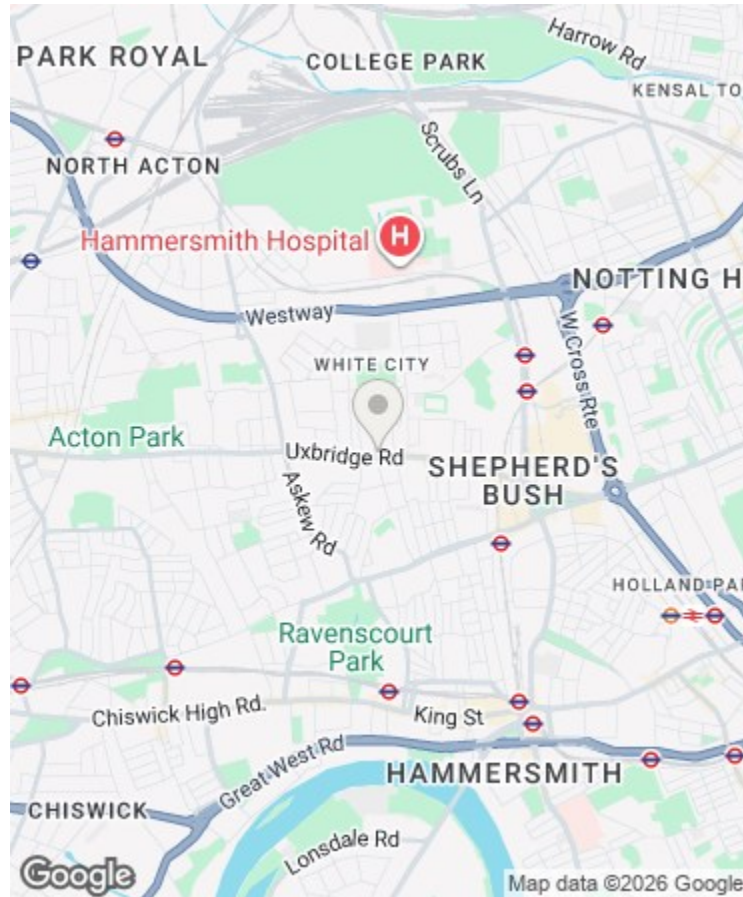 Harrow Rd
PARK ROYAL
COLLEGE PARK
KENSAL TO
Scrubs Ln
NORTH ACTON
Hammersmith Hospital
H
NOTTING H
Westway
W Cross Rte
WHITE CITY
Acton Park
Uxbridge Rd
SHEPHERD'S
BUSH
Askew Rd
HOLLAND PAR
Ravenscourt
Park
Chiswick High Rd.
King St
Great West Rd
HAMMERSMITH
CHISWICK
Lonsdale Rd
Google
Map data ©2026 Google